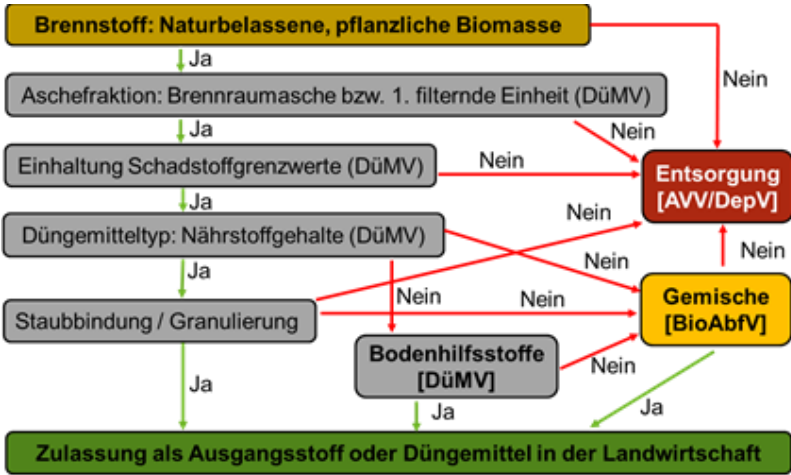 Brennstoff: Naturbelassene, pflanzliche Biomasse
Ja
Nein
Aschefraktion: Brennraumasche bzw. 1. filternde Einheit (DüMV)
Ja
Nein
Einhaltung Schadstoffgrenzwerte (DüMV)
Nein
Entsorgung
[AVV/DepV]
Ja
Nein
Düngemitteltyp: Nährstoffgehalte (DüMV)
Nein
Nein
Ja
Nein
Nein
Gemische
[BioAbfV]
Staubbindung / Granulierung
Bodenhilfsstoffe
[DüMV]
Nein
Ja
Ja
Ja
Zulassung als Ausgangsstoff oder Düngemittel in der Landwirtschaft